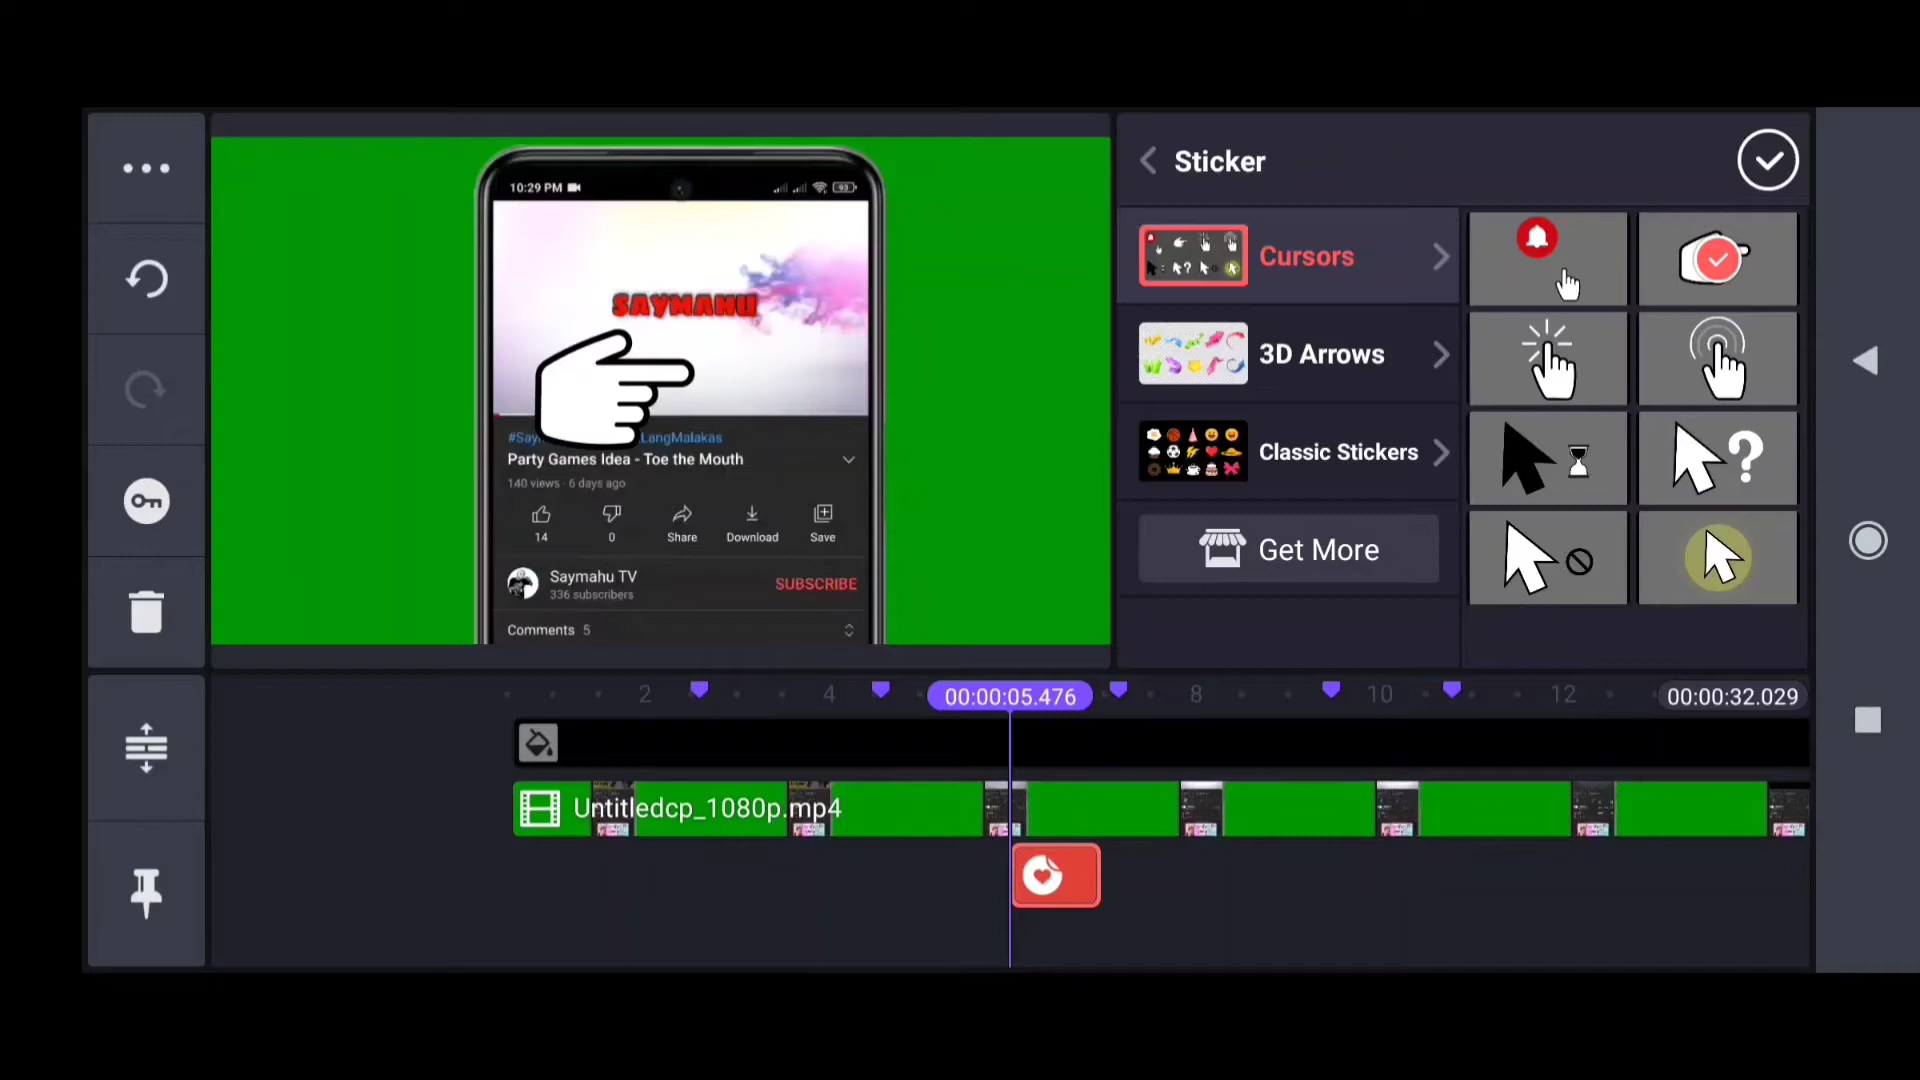 Sticker
10:29 PM
93
Cursors
SAYMAHU
3D Arrows
#Say
LangMalakas
Party Games Idea - Toe the Mouth
140 views · 6 days ago
Classic Stickers
?
14
0
Share
Download
Save
Get More
Saymahu TV
336 subscribers
SUBSCRIBE
Comments 5
2
4
00:00:05.476
8
10
12
00:00:32.029
Untitledcp_1080p.mp4